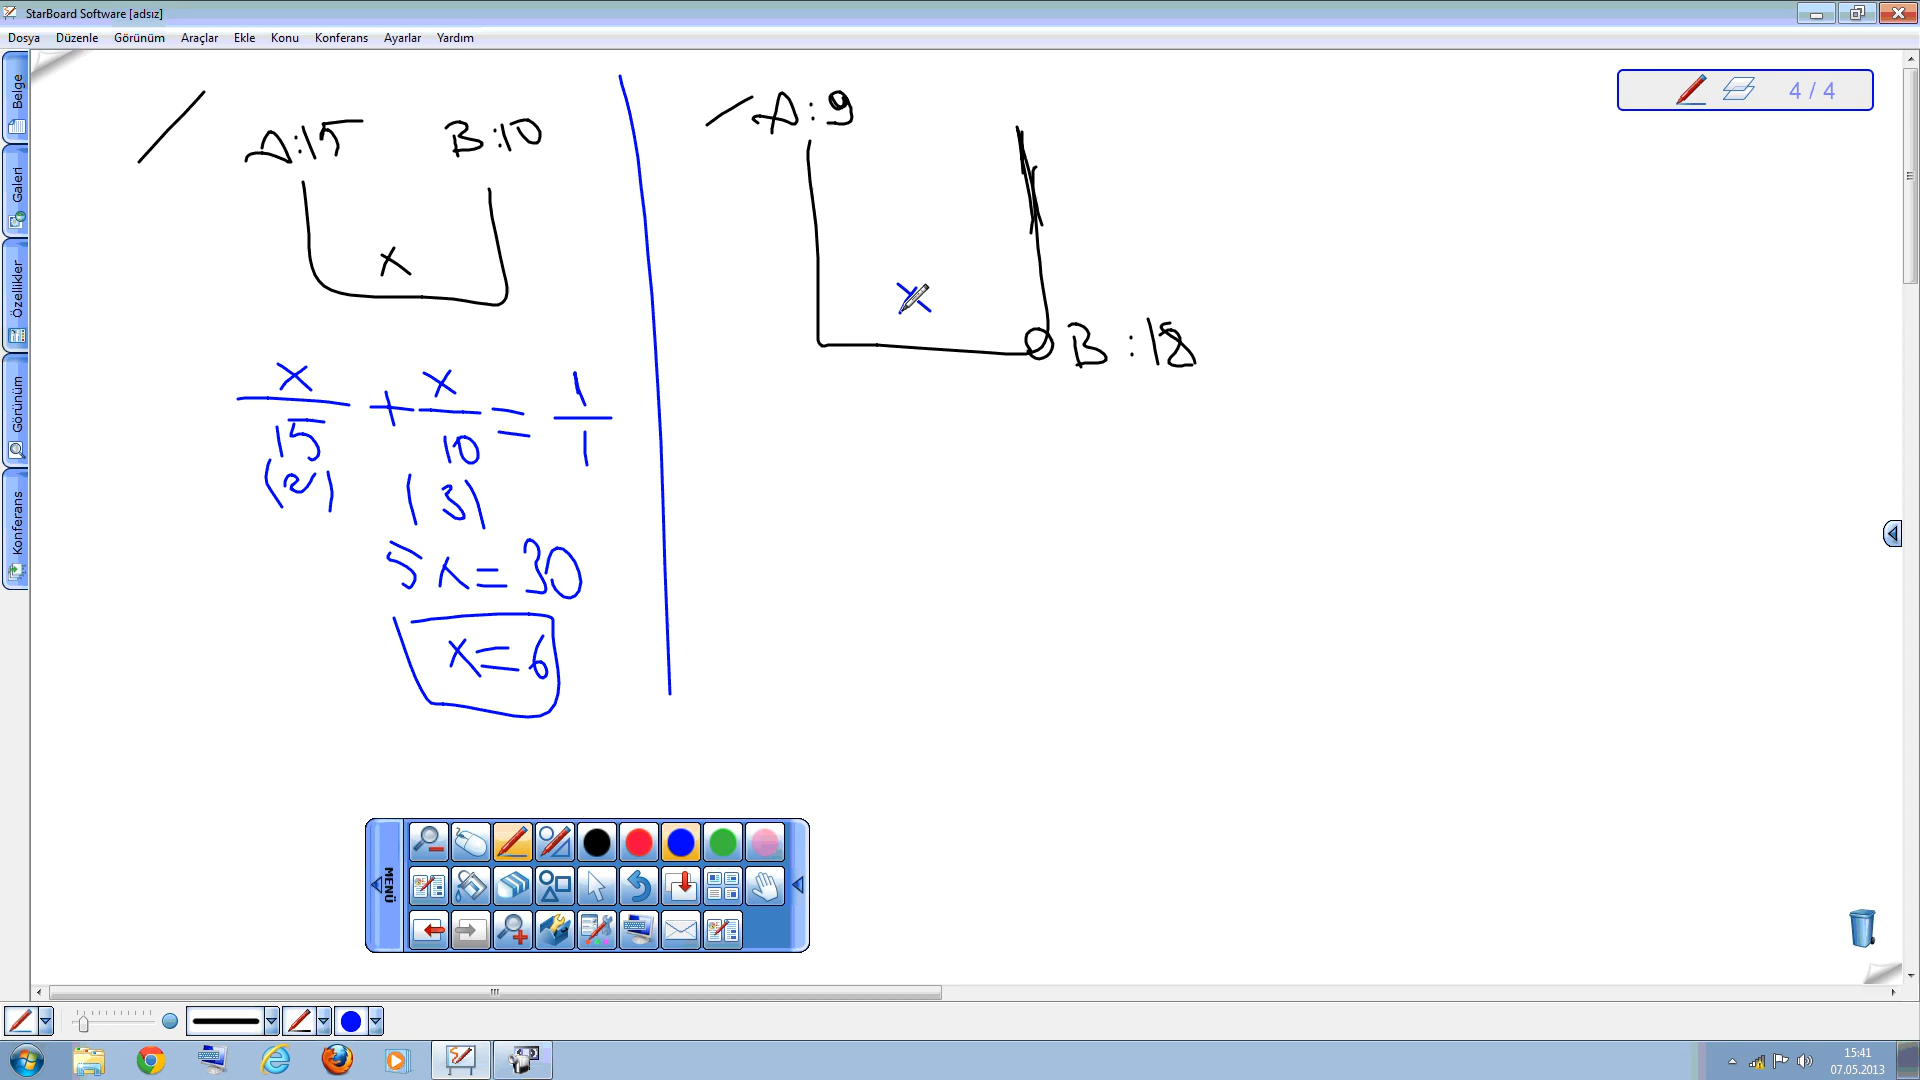 StarBoard Software [adsız]
Dosya Düzenle Görünüm Araçlar Ekle Konu Konferans Ayarlar Yardım
Belge
Galeri
Özellikler
Görünüm
Konferans
4 / 4
A:15 B:10
x
x/15 + x/10 = 1/1
(2) (3)
5x=30
x=6
A:9
x
B:18
MENÜ
15:41
07.05.2013